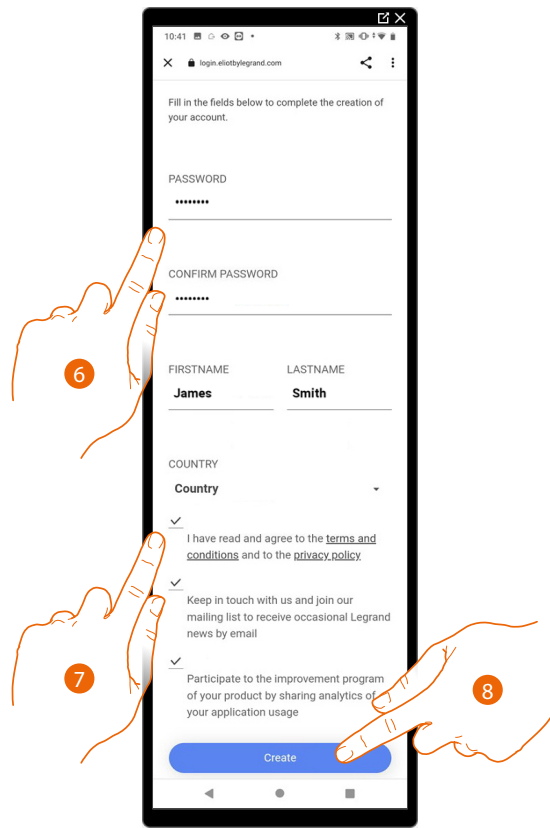 10:41
login.eliotbylegrand.com
Fill in the fields below to complete the creation of
your account.
PASSWORD
••••••••
CONFIRM PASSWORD
••••••••
6
FIRSTNAME LASTNAME
James Smith
COUNTRY
Country
I have read and agree to the terms and
conditions and to the privacy policy
Keep in touch with us and join our
mailing list to receive occasional Legrand
news by email
7
Participate to the improvement program
of your product by sharing analytics of
your application usage
8
Create